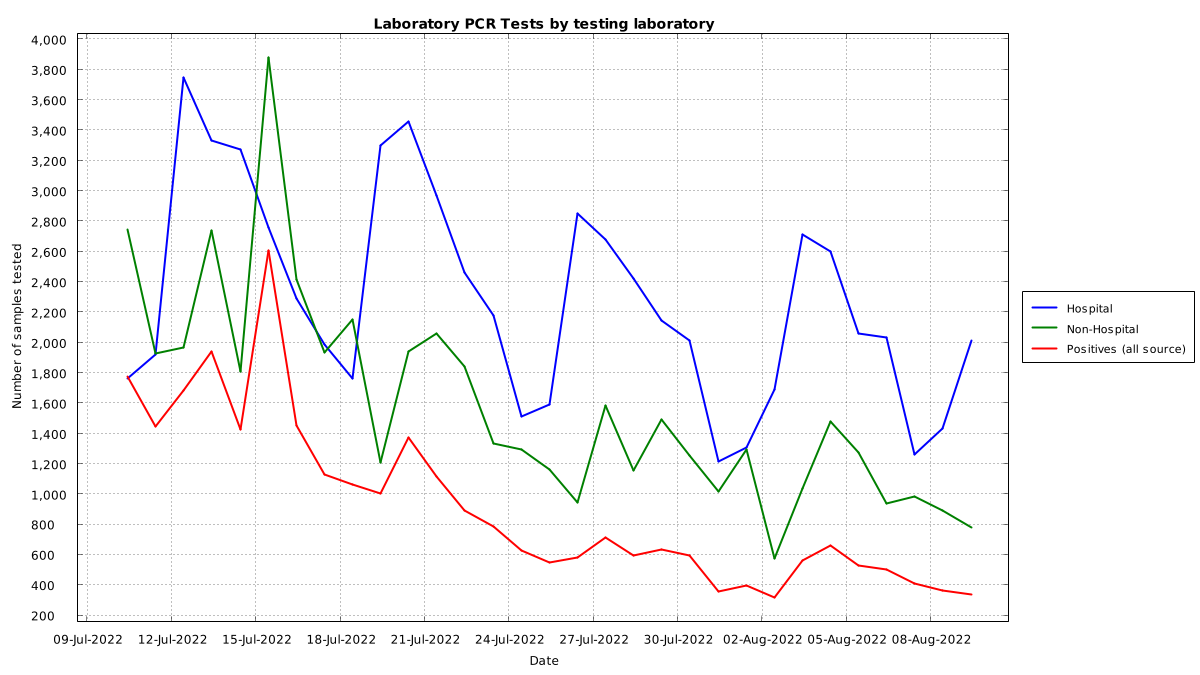 Laboratory PCR Tests by testing laboratory
4,000
3,800
3,600
3,400
3,200
3,000
2,800
2,600
2,400
2,200
2,000
1,800
1,600
1,400
1,200
1,000
800
600
400
200
Number of samples tested
09-Jul-2022 12-Jul-2022 15-Jul-2022 18-Jul-2022 21-Jul-2022 24-Jul-2022 27-Jul-2022 30-Jul-2022 02-Aug-2022 05-Aug-2022 08-Aug-2022
Date
Hospital
Non-Hospital
Positives (all source)